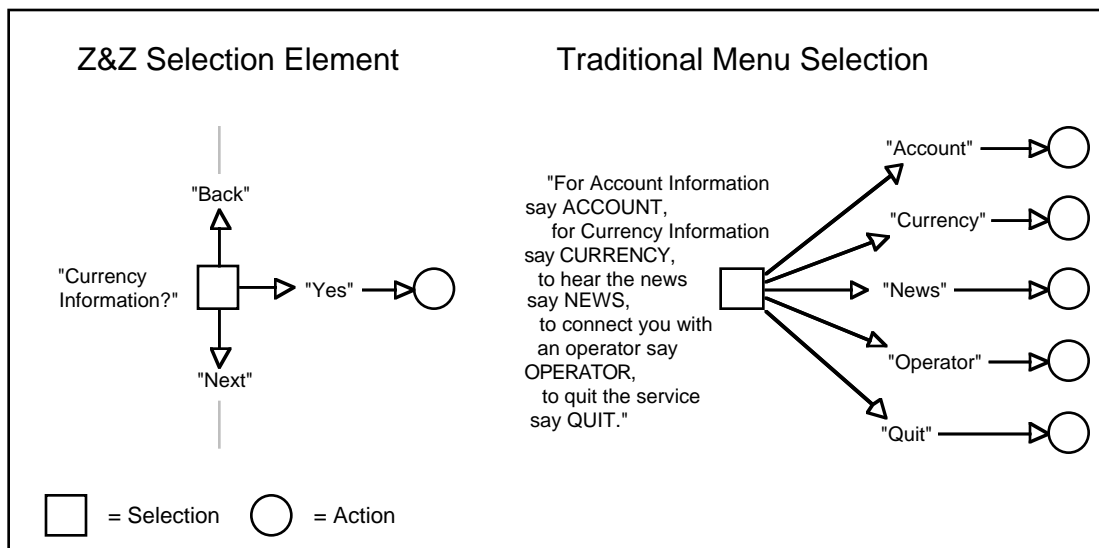 Z&Z Selection Element
"Back"
"Currency
Information?"
"Yes"
"Next"
Traditional Menu Selection
"For Account Information
say ACCOUNT,
for Currency Information
say CURRENCY,
to hear the news
say NEWS,
to connect you with
an operator say
OPERATOR,
to quit the service
say QUIT."
"Account"
"Currency"
"News"
"Operator"
"Quit"
= Selection
= Action